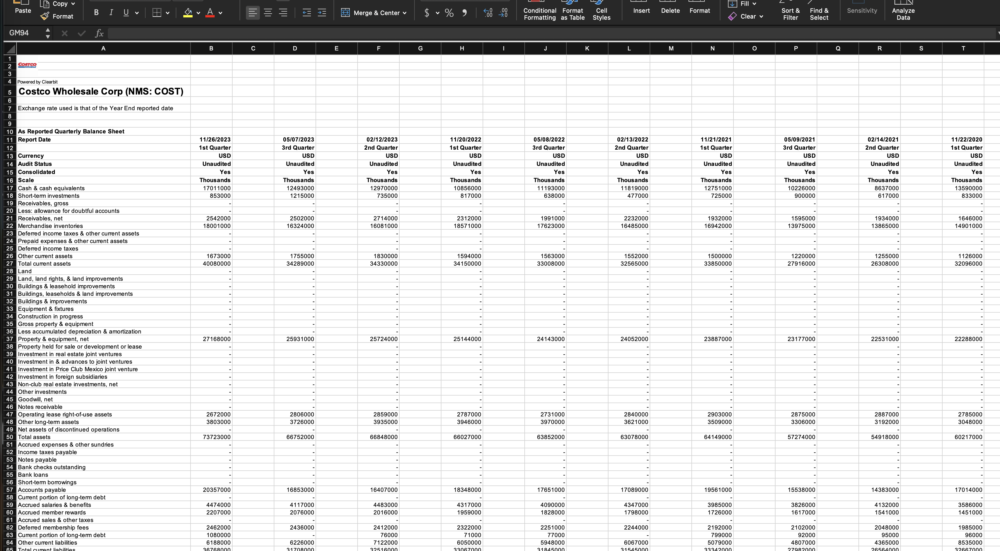 Paste
Copy
Format
B I U
A
Merge & Center
$ % ,
Conditional Formatting
Format as Table
Cell Styles
Insert
Delete
Format
Fill
Clear
Sort & Filter
Find & Select
Sensitivity
Analyze Data
GM94 fx
A B C D E F G H I J K L M N O P Q R S T
1
2 COSTCO WHOLESALE
3
4 Powered by Clearbit
5 Costco Wholesale Corp (NMS: COST)
6
7 Exchange rate used is that of the Year End reported date
8
9
10 As Reported Quarterly Balance Sheet
11 Report Date 11/26/2023 05/07/2023 02/12/2023 11/20/2022 05/08/2022 02/13/2022 11/21/2021 05/09/2021 02/14/2021 11/22/2020
12 1st Quarter 3rd Quarter 2nd Quarter 1st Quarter 3rd Quarter 2nd Quarter 1st Quarter 3rd Quarter 2nd Quarter 1st Quarter
13 Currency USD USD USD USD USD USD USD USD USD USD
14 Audit Status Unaudited Unaudited Unaudited Unaudited Unaudited Unaudited Unaudited Unaudited Unaudited Unaudited
15 Consolidated Yes Yes Yes Yes Yes Yes Yes Yes Yes Yes
16 Scale Thousands Thousands Thousands Thousands Thousands Thousands Thousands Thousands Thousands Thousands
17 Cash & cash equivalents 17011000 12493000 12970000 10856000 11193000 11819000 12751000 10226000 8637000 13590000
18 Short-term investments 853000 1215000 735000 817000 638000 477000 725000 900000 617000 833000
19 Receivables, gross - - - - - - - - - -
20 Less: allowance for doubtful accounts - - - - - - - - - -
21 Receivables, net 2542000 2502000 2714000 2312000 1991000 2232000 1932000 1595000 1934000 1646000
22 Merchandise inventories 18001000 16324000 16081000 18571000 17623000 16485000 16942000 13975000 13865000 14901000
23 Deferred income taxes & other current assets - - - - - - - - - -
24 Prepaid expenses & other current assets - - - - - - - - - -
25 Deferred income taxes - - - - - - - - - -
26 Other current assets 1673000 1755000 1830000 1594000 1563000 1552000 1500000 1220000 1255000 1126000
27 Total current assets 40080000 34289000 34330000 34150000 33008000 32565000 33850000 27916000 26308000 32096000
28 Land - - - - - - - - - -
29 Land, land rights, & land improvements - - - - - - - - - -
30 Buildings & leasehold improvements - - - - - - - - - -
31 Buildings, leaseholds & land improvements - - - - - - - - - -
32 Buildings & improvements - - - - - - - - - -
33 Equipment & fixtures - - - - - - - - - -
34 Construction in progress - - - - - - - - - -
35 Gross property & equipment - - - - - - - - - -
36 Less accumulated depreciation & amortization - - - - - - - - - -
37 Property & equipment, net 27168000 25931000 25724000 25144000 24143000 24052000 23887000 23177000 22531000 22288000
38 Property held for sale or development or lease - - - - - - - - - -
39 Investment in real estate joint ventures - - - - - - - - - -
40 Investment in & advances to joint ventures - - - - - - - - - -
41 Investment in Price Club Mexico joint venture - - - - - - - - - -
42 Investment in foreign subsidiaries - - - - - - - - - -
43 Non-club real estate investments, net - - - - - - - - - -
44 Other investments - - - - - - - - - -
45 Goodwill, net - - - - - - - - - -
46 Notes receivable - - - - - - - - - -
47 Operating lease right-of-use assets 2672000 2806000 2859000 2787000 2731000 2840000 2903000 2875000 2887000 2785000
48 Other long-term assets 3803000 3726000 3935000 3946000 3970000 3621000 3509000 3306000 3192000 3048000
49 Net assets of discontinued operations - - - - - - - - - -
50 Total assets 73723000 66752000 66848000 66027000 63852000 63078000 64149000 57274000 54918000 60217000
51 Accrued expenses & other sundries - - - - - - - - - -
52 Income taxes payable - - - - - - - - - -
53 Notes payable - - - - - - - - - -
54 Bank checks outstanding - - - - - - - - - -
55 Bank loans - - - - - - - - - -
56 Short-term borrowings - - - - - - - - - -
57 Accounts payable 20357000 16853000 16407000 18348000 17651000 17089000 19561000 15538000 14383000 17014000
58 Current portion of long-term debt - - - - - - - - - -
59 Accrued salaries & benefits 4474000 4117000 4483000 4317000 4090000 4347000 3985000 3826000 4132000 3586000
60 Accrued member rewards 2207000 2076000 2016000 1959000 1828000 1798000 1726000 1617000 1541000 1451000
61 Accrued sales & other taxes - - - - - - - - - -
62 Deferred membership fees 2462000 2436000 2412000 2322000 2251000 2244000 2192000 2102000 2048000 1985000
63 Current portion of long-term debt 1080000 - 76000 71000 77000 - 799000 92000 95000 96000
64 Other current liabilities 6188000 6226000 7122000 6050000 5948000 6067000 5079000 4807000 4365000 8535000
65 Total current liabilities 36768000 31708000 32516000 33067000 31845000 31545000 33342000 27982000 26564000 32667000